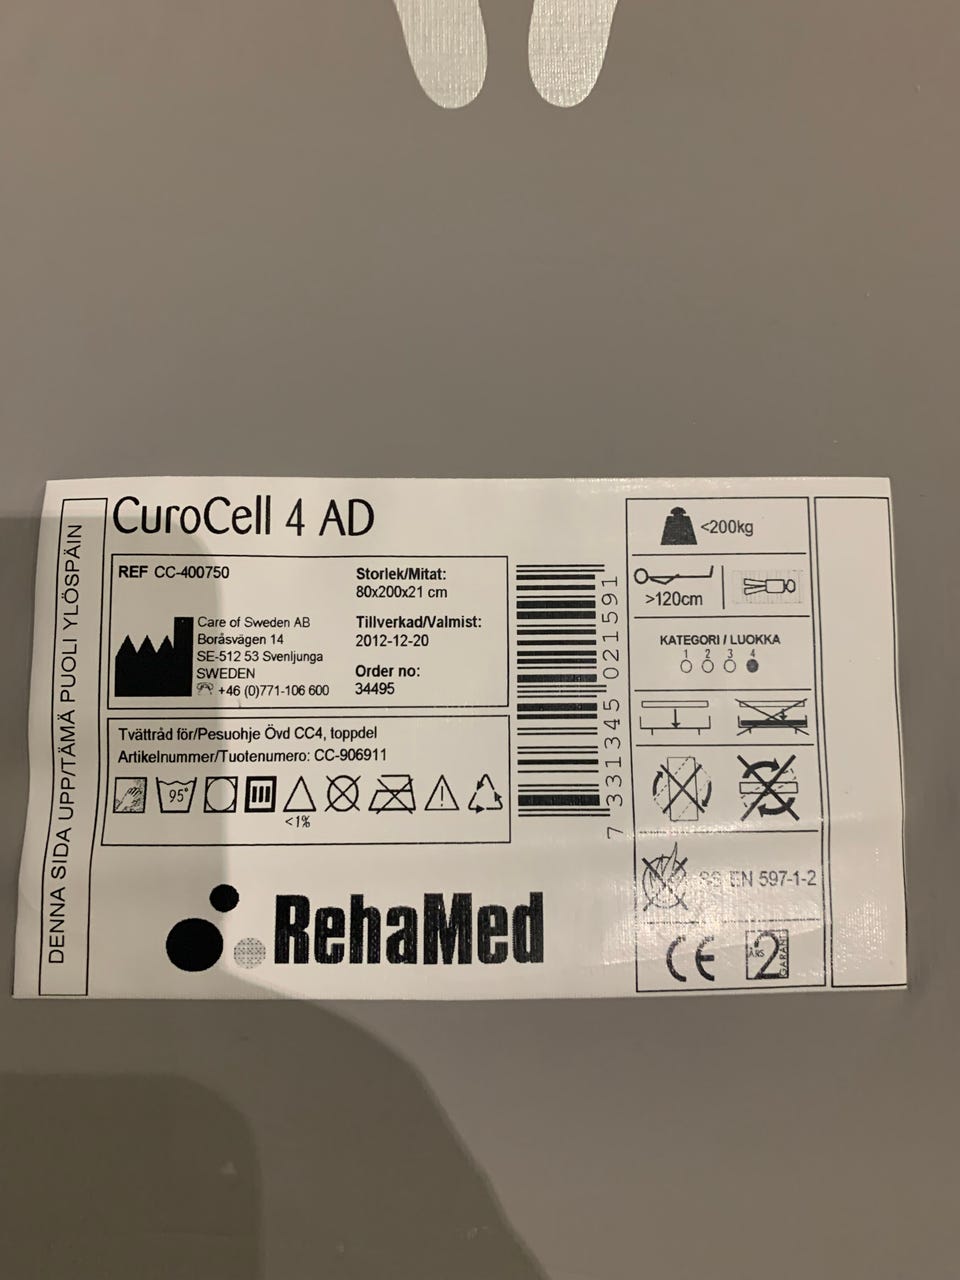 DENNA SIDA UPP/TÄMÄ PUOLI YLÖSPÄIN
CuroCell 4 AD
REF CC-400750
Care of Sweden AB
Boråsvägen 14
SE-512 53 Svenljunga
SWEDEN
+46 (0)771-106 600
Storlek/Mitat:
80x200x21 cm
Tillverkad/Valmist:
2012-12-20
Order no:
34495
Tvättråd för/Pesuohje Övd CC4, toppdel
Artikelnummer/Tuotenumero: CC-906911
95°
<1%
RehaMed
7 331345 021591
<200kg
>120cm
KATEGORI / LUOKKA
1 2 3 4
SS EN 597-1-2
CE
2 ÅRS GARANTI